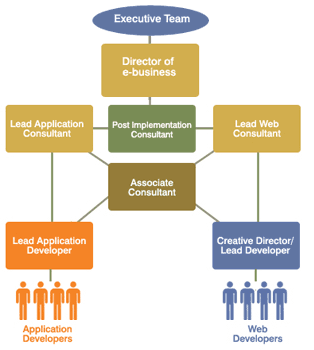 Executive Team
Director of
e-business
Lead Application
Consultant
Post Implementation
Consultant
Lead Web
Consultant
Associate
Consultant
Lead Application
Developer
Creative Director/
Lead Developer
Application
Developers
Web
Developers